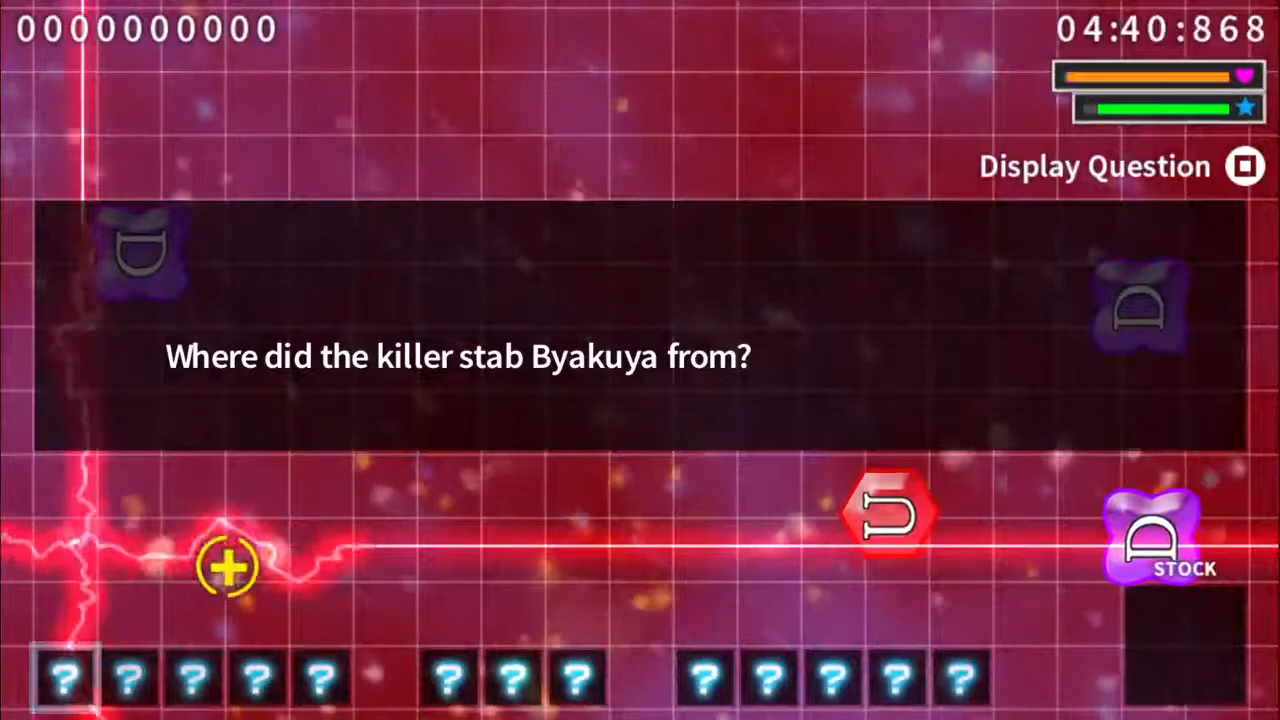 0000000000
04:40:868
Display Question
D
D
Where did the killer stab Byakuya from?
U
D
STOCK
? ? ? ? ? ? ? ? ? ? ? ? ?